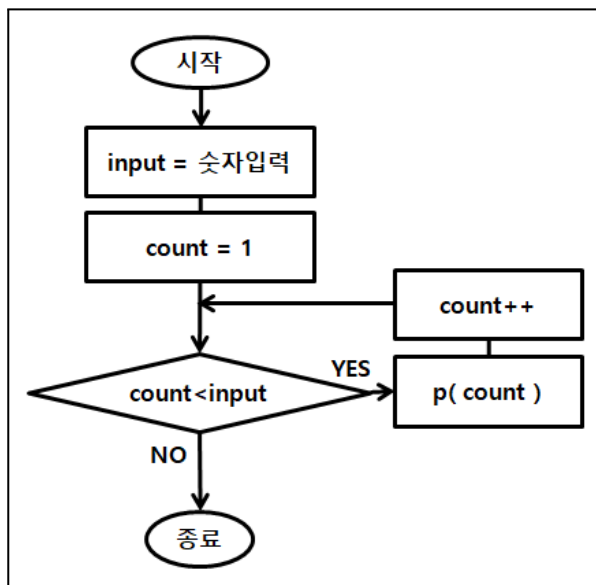 시작
input = 숫자입력
count = 1
count++
count<input
YES
p( count )
NO
종료